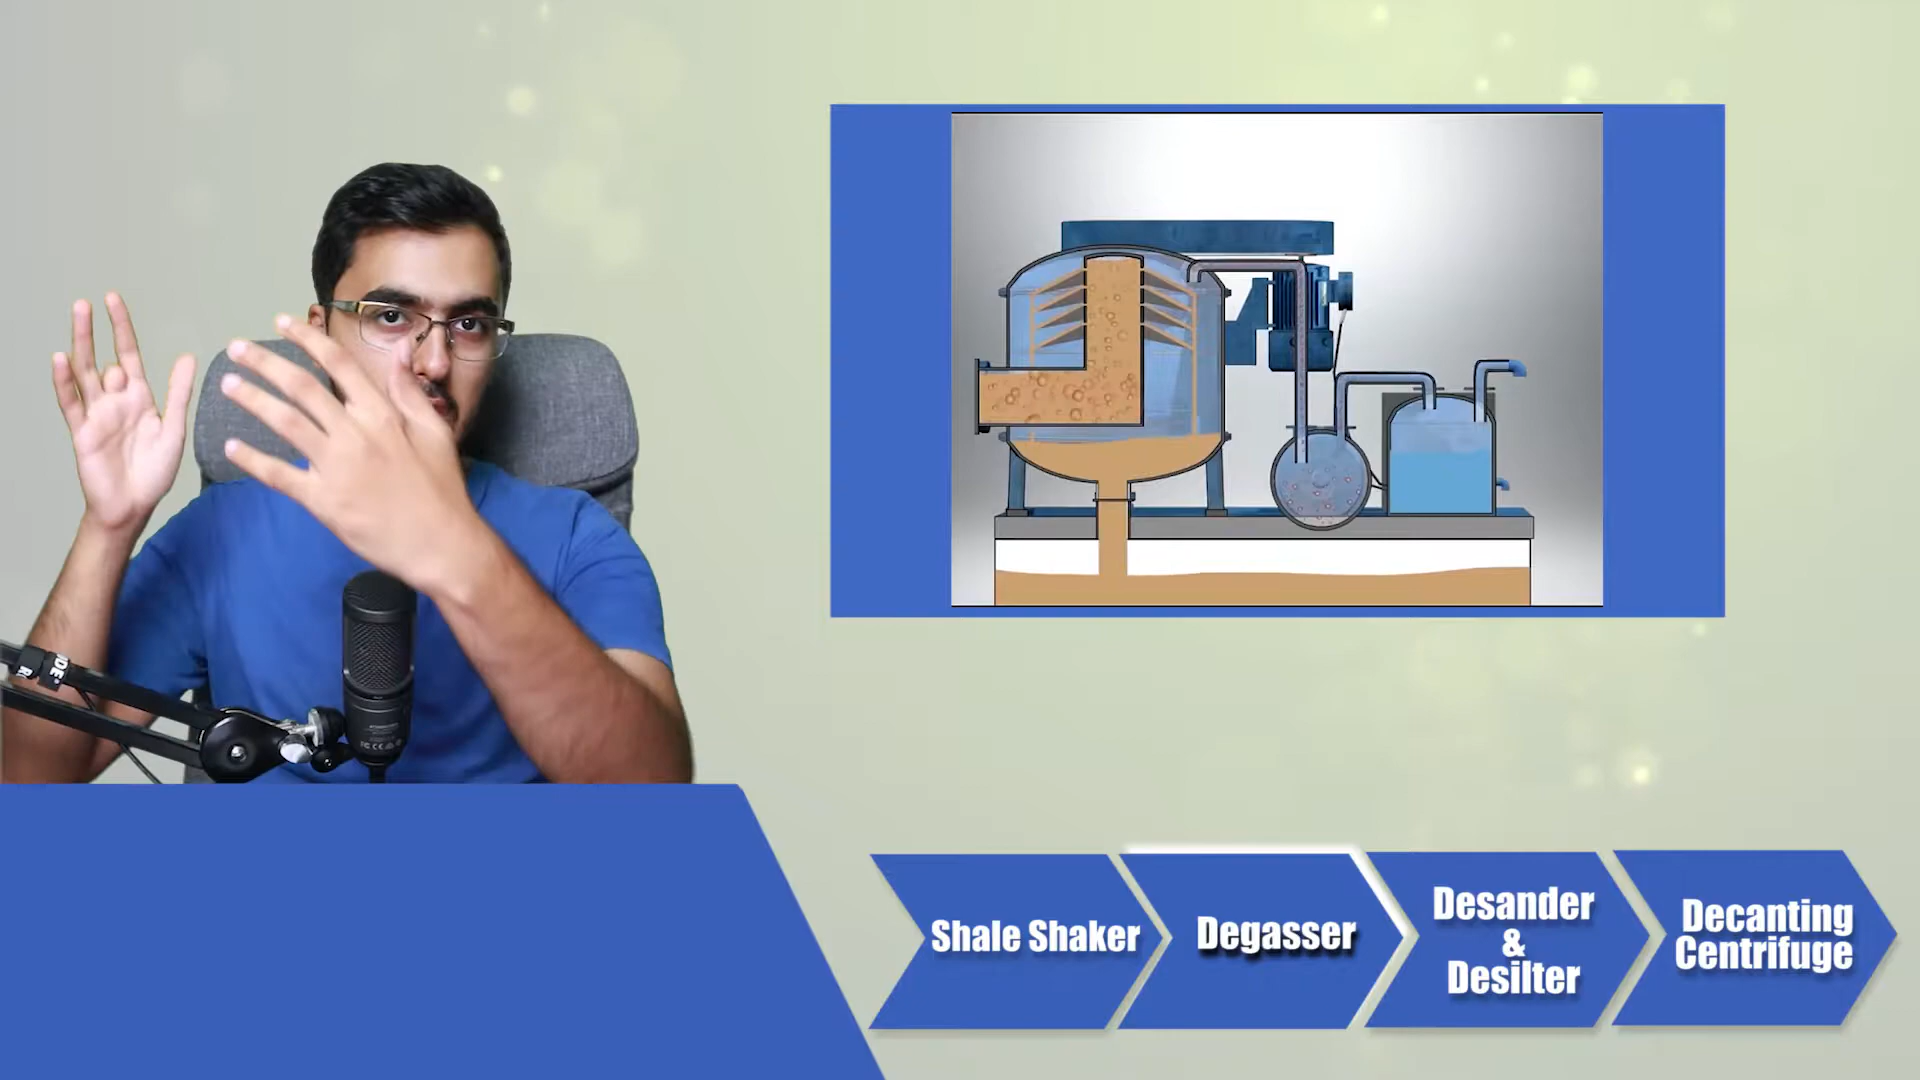 Shale Shaker
Degasser
Desander
&
Desilter
Decanting
Centrifuge